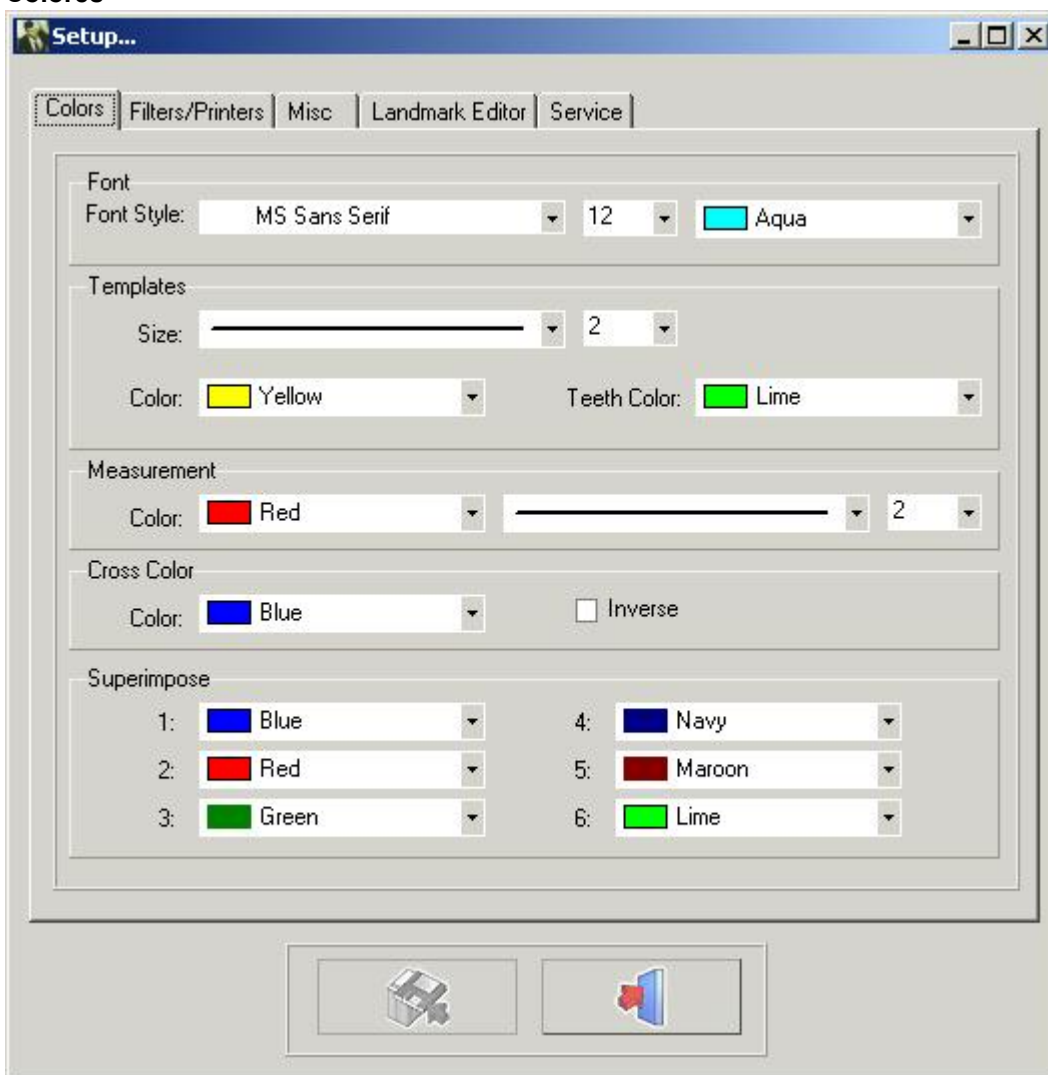 Setup...
Colors Filters/Printers Misc Landmark Editor Service
Font
Font Style: MS Sans Serif 12 Aqua
Templates
Size: 2
Color: Yellow Teeth Color: Lime
Measurement
Color: Red 2
Cross Color
Color: Blue Inverse
Superimpose
1: Blue 4: Navy
2: Red 5: Maroon
3: Green 6: Lime